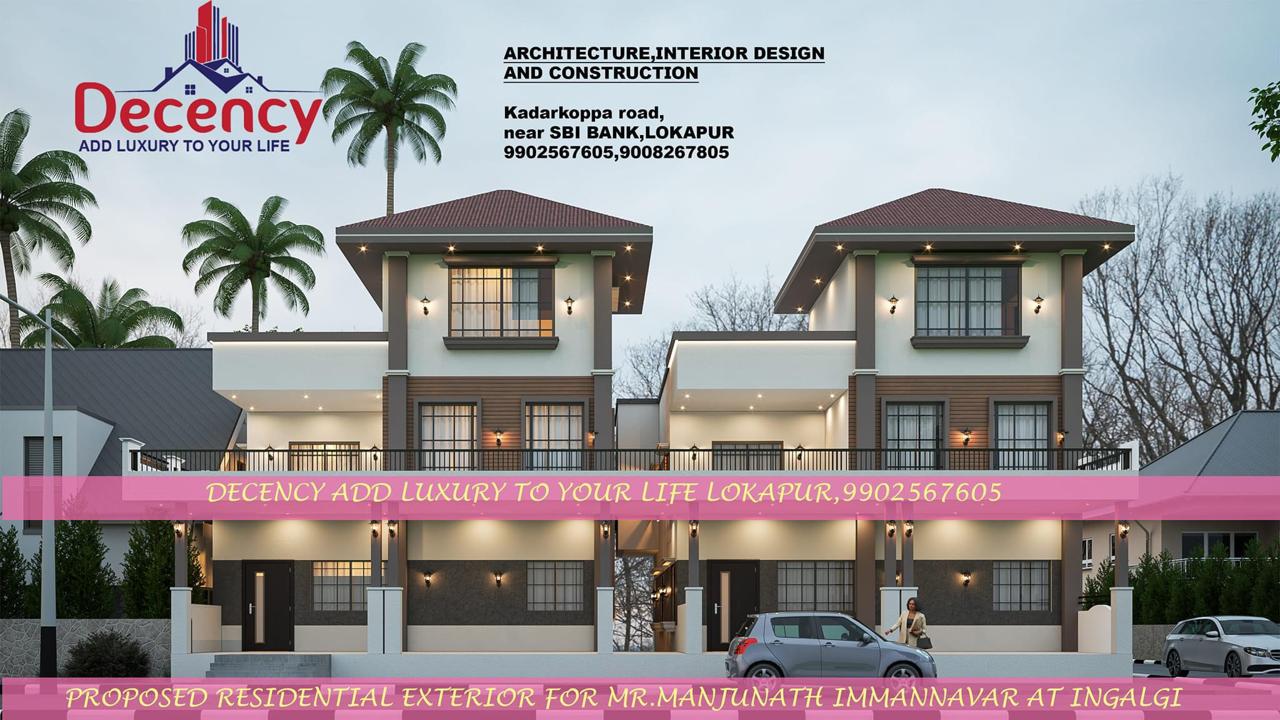 Decency
ADD LUXURY TO YOUR LIFE
ARCHITECTURE,INTERIOR DESIGN
AND CONSTRUCTION
Kadarkoppa road,
near SBI BANK,LOKAPUR
9902567605,9008267805
DECENCY ADD LUXURY TO YOUR LIFE LOKAPUR,9902567605
PROPOSED RESIDENTIAL EXTERIOR FOR MR.MANJUNATH IMMANNAVAR AT INGALGI